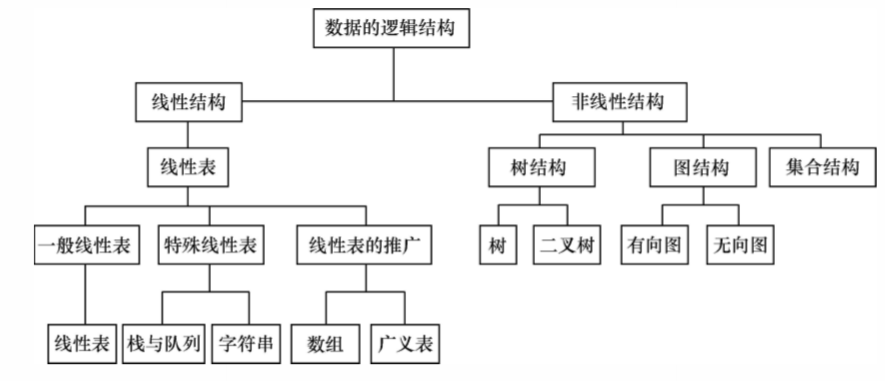 数据的逻辑结构
线性结构
非线性结构
线性表
树结构
图结构
集合结构
一般线性表
特殊线性表
线性表的推广
树
二叉树
有向图
无向图
线性表
栈与队列
字符串
数组
广义表